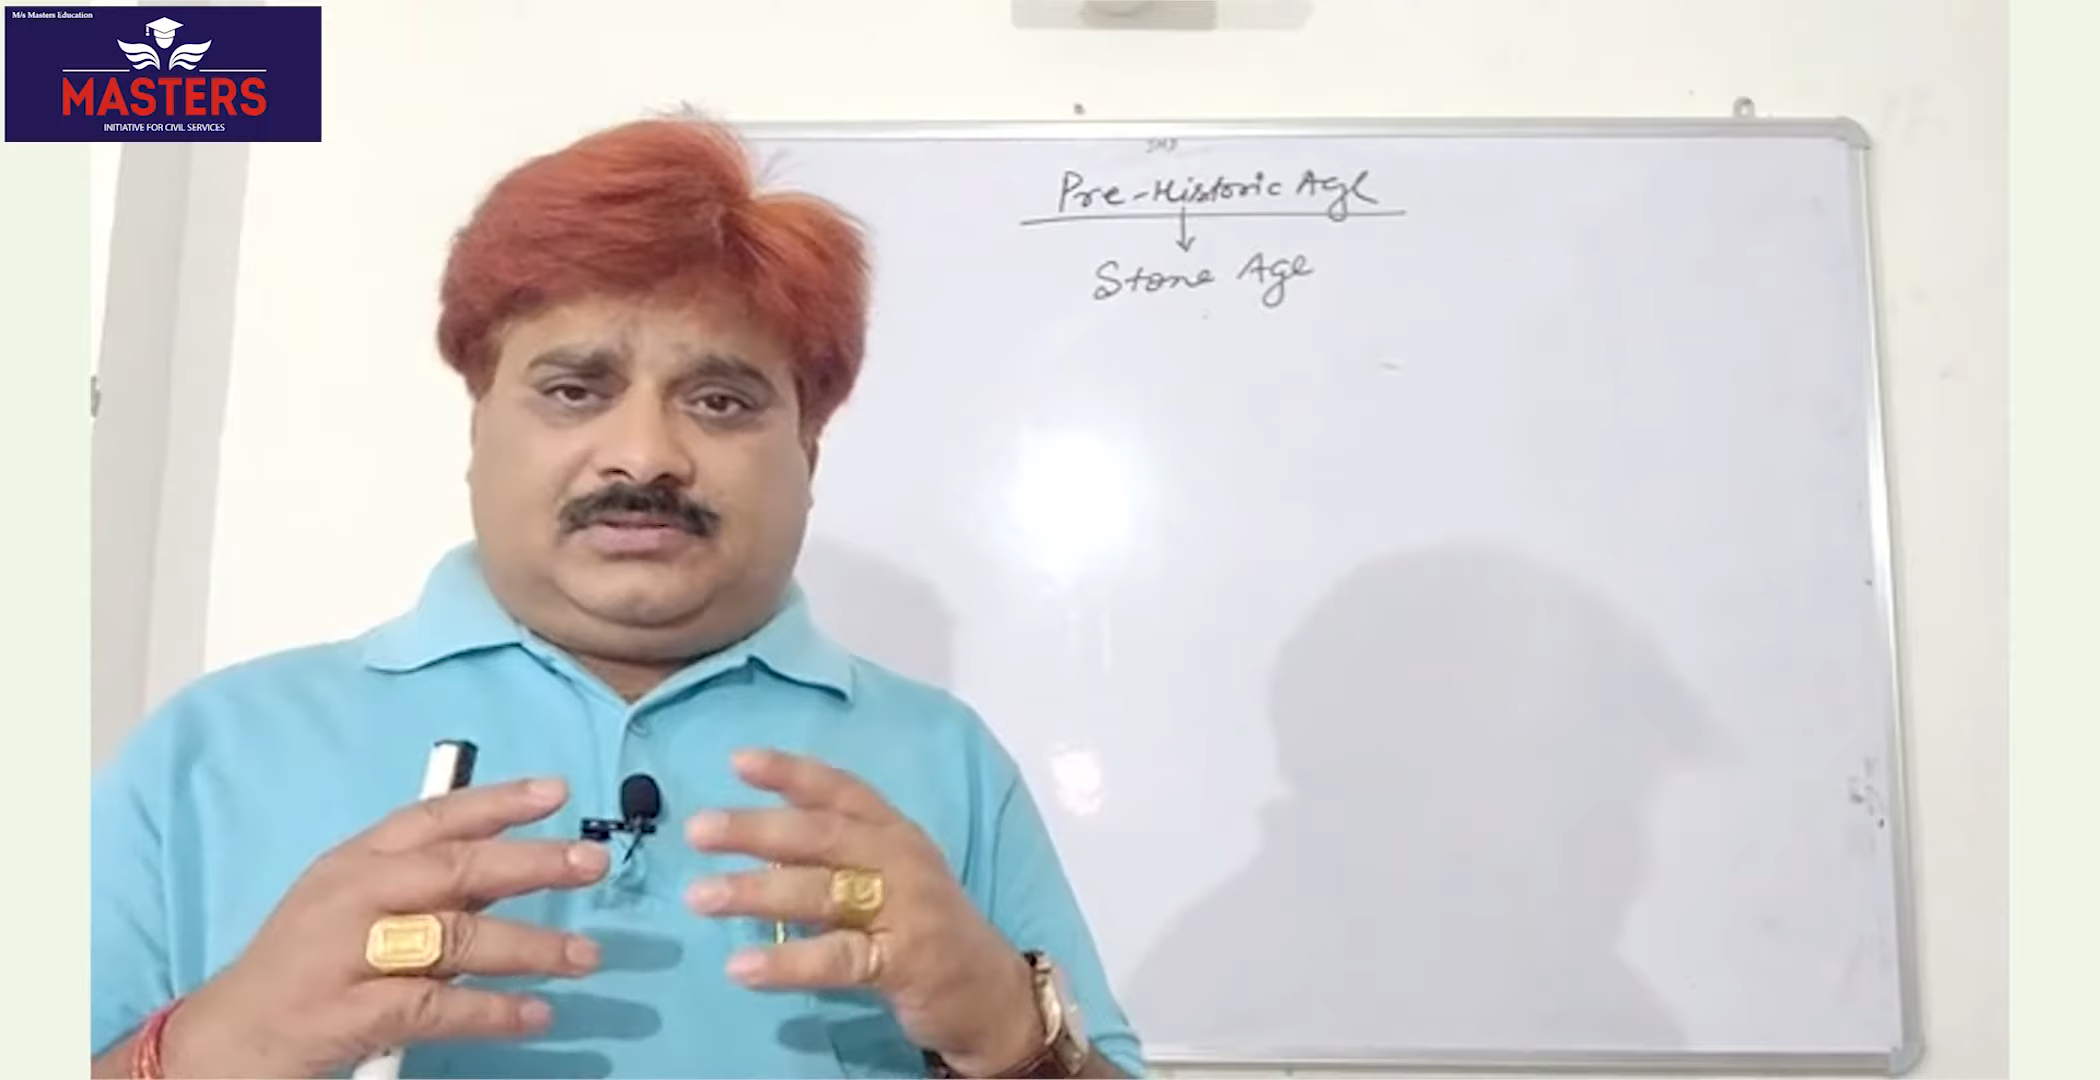 M/s Masters Education
MASTERS
INITIATIVE FOR CIVIL SERVICES
Pre-Historic Age
Stone Age